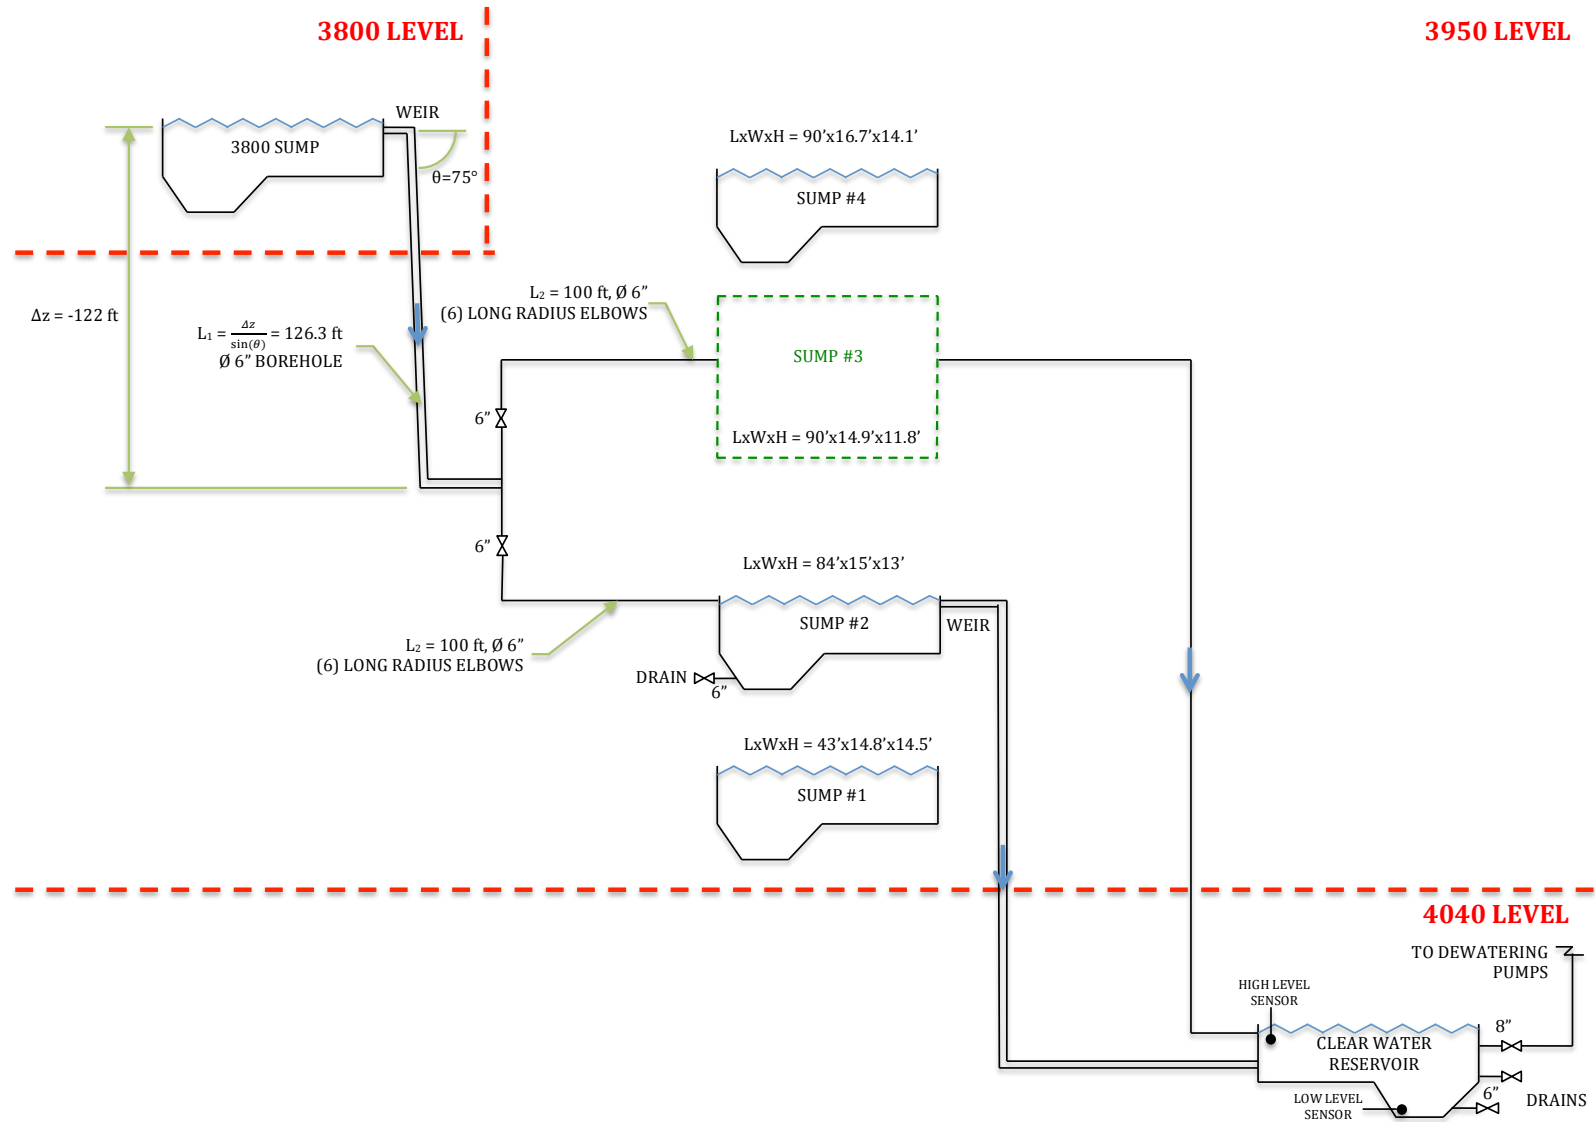 3800 LEVEL
3950 LEVEL
WEIR
3800 SUMP
θ=75°
LxWxH = 90’x16.7’x14.1’
SUMP #4
Δz = -122 ft
L₁ = Δz/sin(θ) = 126.3 ft
Ø 6” BOREHOLE
L₂ = 100 ft, Ø 6”
(6) LONG RADIUS ELBOWS
SUMP #3
LxWxH = 90’x14.9’x11.8’
6”
6”
LxWxH = 84’x15’x13’
SUMP #2
WEIR
L₂ = 100 ft, Ø 6”
(6) LONG RADIUS ELBOWS
DRAIN
6”
LxWxH = 43’x14.8’x14.5’
SUMP #1
4040 LEVEL
TO DEWATERING
PUMPS
HIGH LEVEL
SENSOR
8”
CLEAR WATER
RESERVOIR
6”
DRAINS
LOW LEVEL
SENSOR